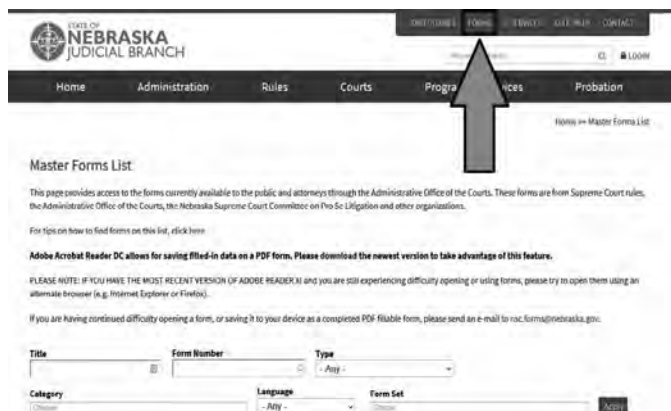 STATE OF
NEBRASKA
JUDICIAL BRANCH
FORMS SELF HELP CONTACT
LOGIN
Home Administration Rules Courts Probation
Home >> Master Forms List
Master Forms List
This page provides access to the forms currently available to the public and attorneys through the Administrative Office of the Courts. These forms are from Supreme Court rules,
the Administrative Office of the Courts, the Nebraska Supreme Court Committee on Pro Se Litigation and other organizations.
For tips on how to find forms on this list, click here
Adobe Acrobat Reader DC allows for saving filled-in data on a PDF form. Please download the newest version to take advantage of this feature.
PLEASE NOTE: IF YOU HAVE THE MOST RECENT VERSION OF ADOBE READER XI and you are still experiencing difficulty opening or using forms, please try to open them using an
alternate browser (e.g. Internet Explorer or Firefox).
If you are having continued difficulty opening a form, or saving it to your device as a completed PDF fillable form, please send an e-mail to nsc.forms@nebraska.gov.
Title Form Number Type
- Any -
Category Language Form Set
Choose - Any - Choose Apply